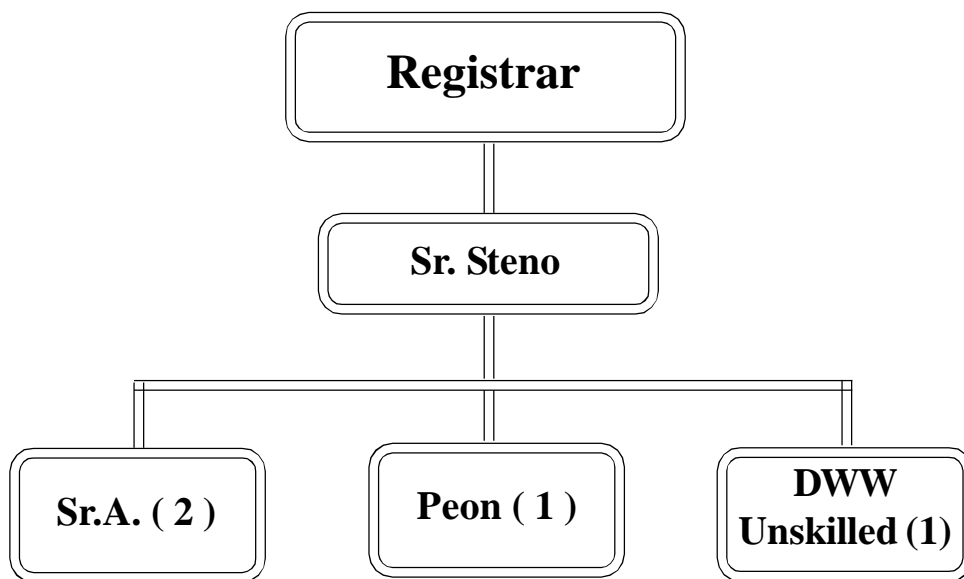 Registrar
Sr. Steno
Sr.A. ( 2 )
Peon ( 1 )
DWW
Unskilled (1)